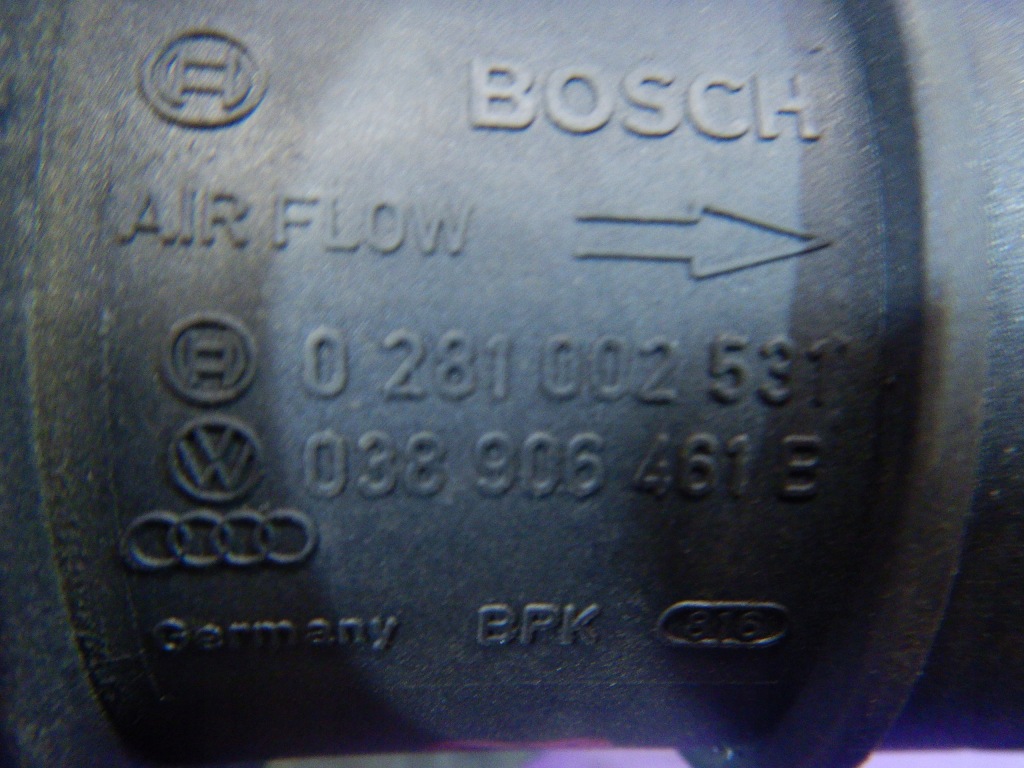 BOSCH
AIR FLOW
0 281 002 531
038 906 461 B
Germany BPK 816